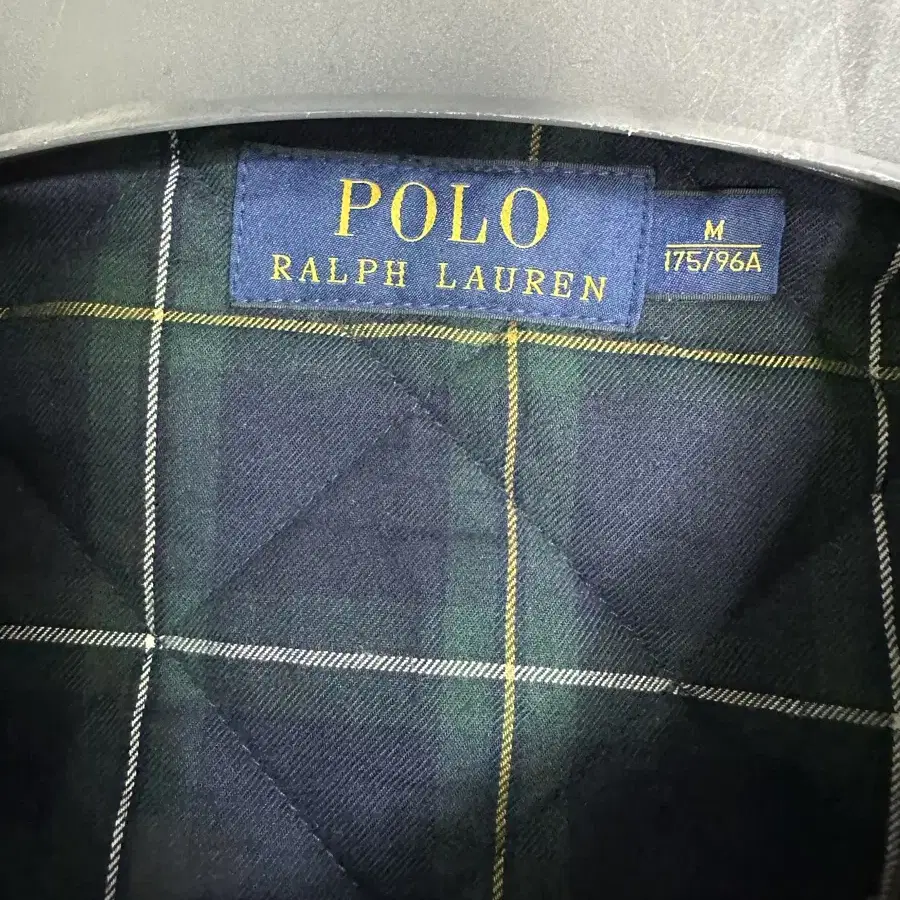 POLO
RALPH LAUREN
M
175/96A